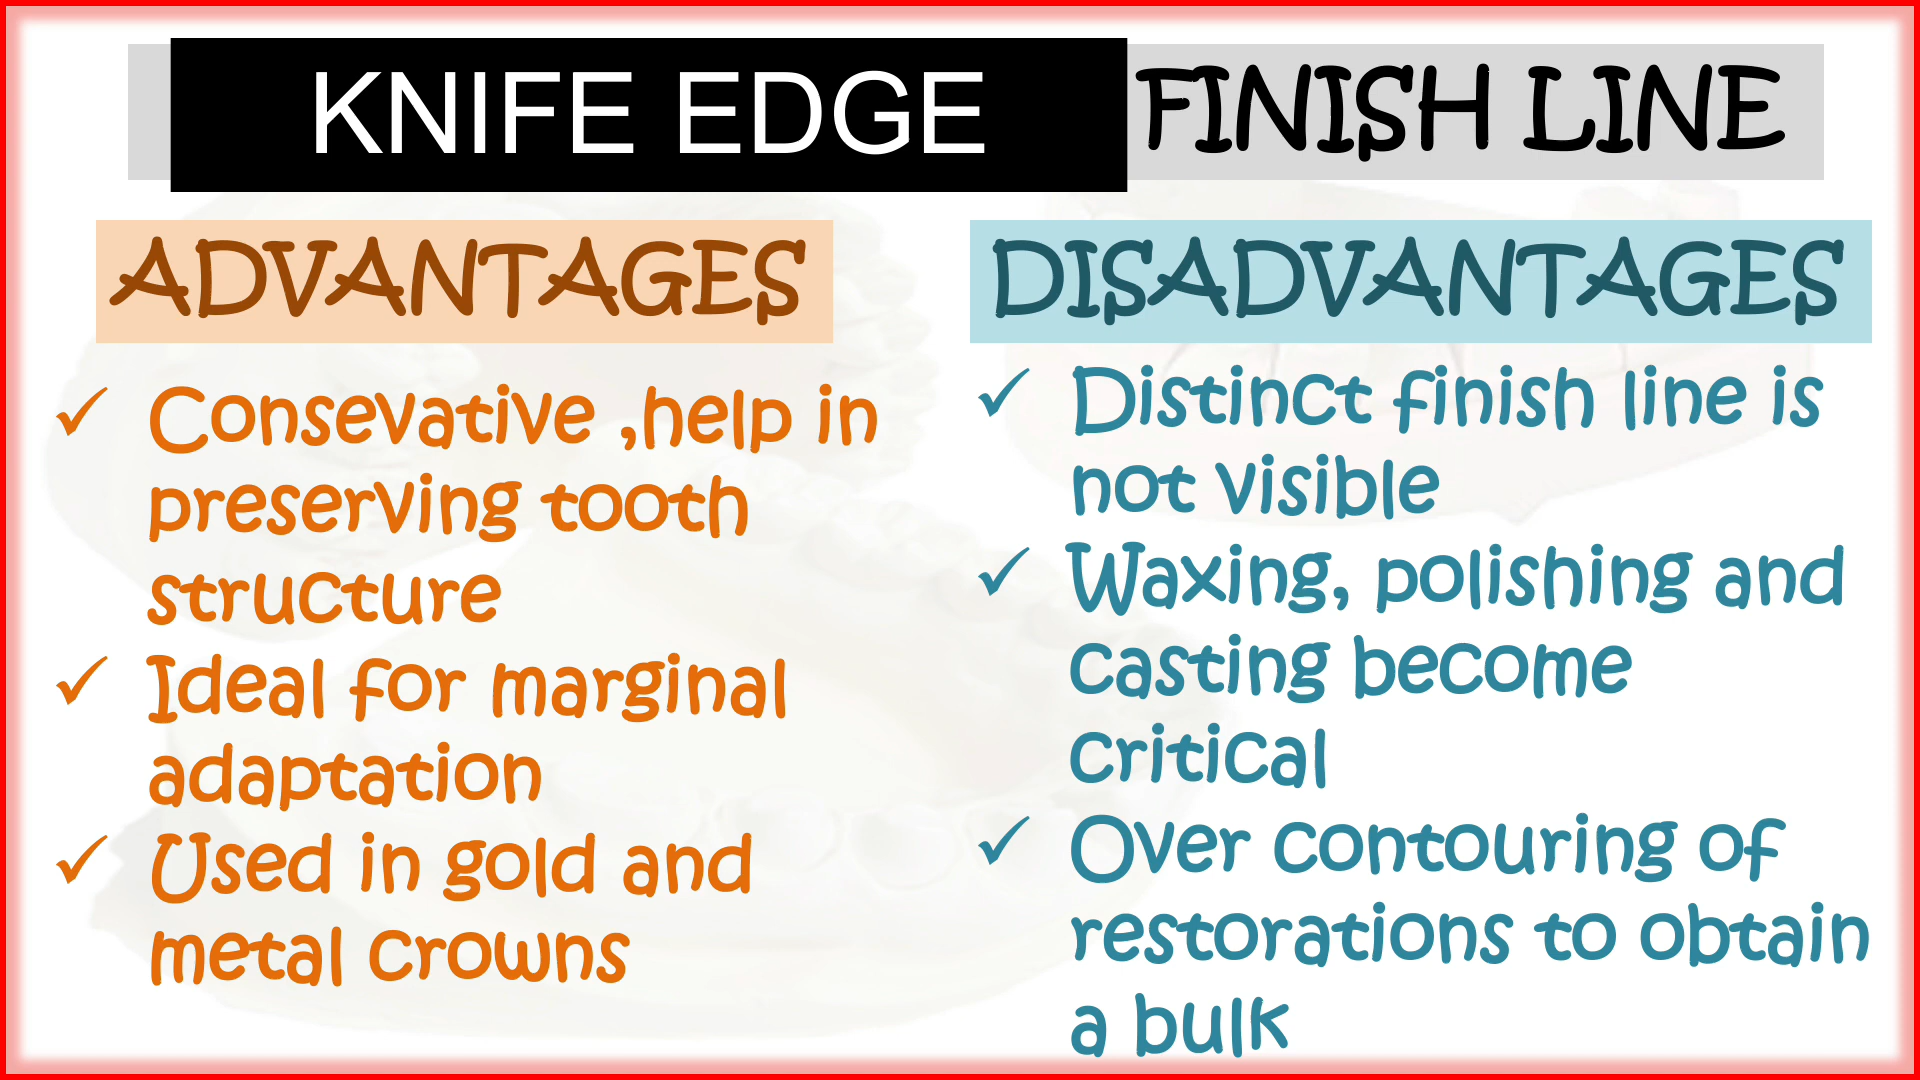 KNIFE EDGE FINISH LINE
ADVANTAGES
✓ Consevative ,help in
preserving tooth
structure
✓ Ideal for marginal
adaptation
✓ Used in gold and
metal crowns
DISADVANTAGES
✓ Distinct finish line is
not visible
✓ Waxing, polishing and
casting become
critical
✓ Over contouring of
restorations to obtain
a bulk